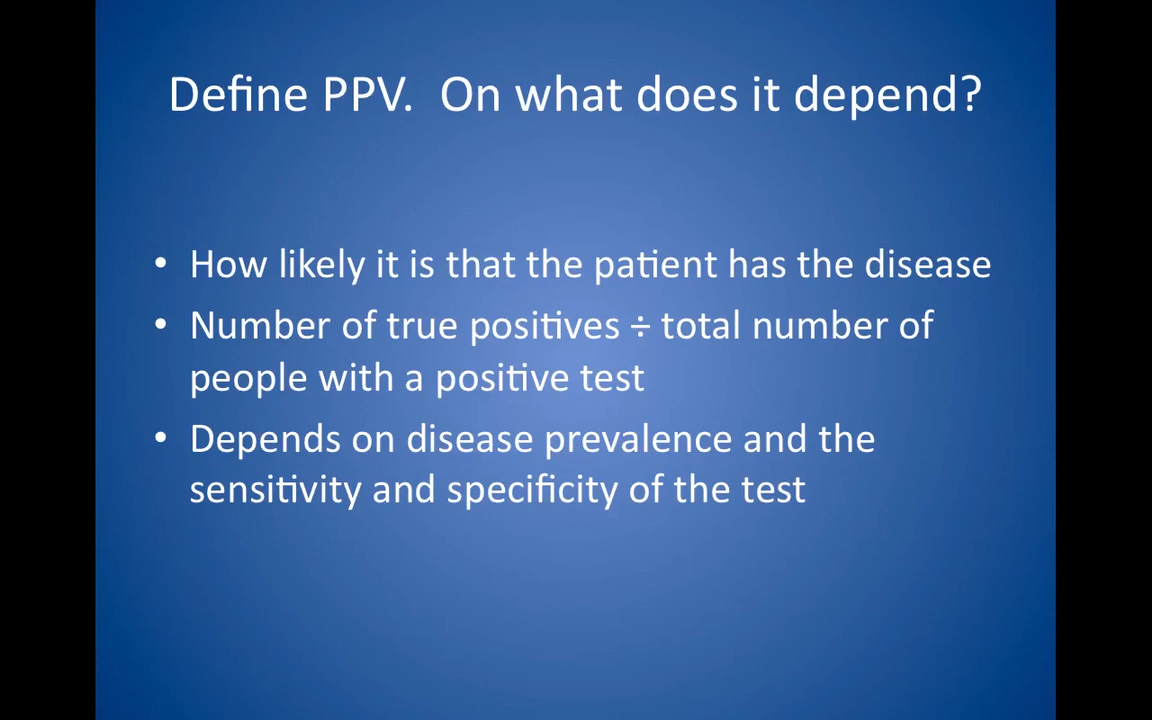 Define PPV.  On what does it depend?
• How likely it is that the patient has the disease
• Number of true positives ÷ total number of
people with a positive test
• Depends on disease prevalence and the
sensitivity and specificity of the test